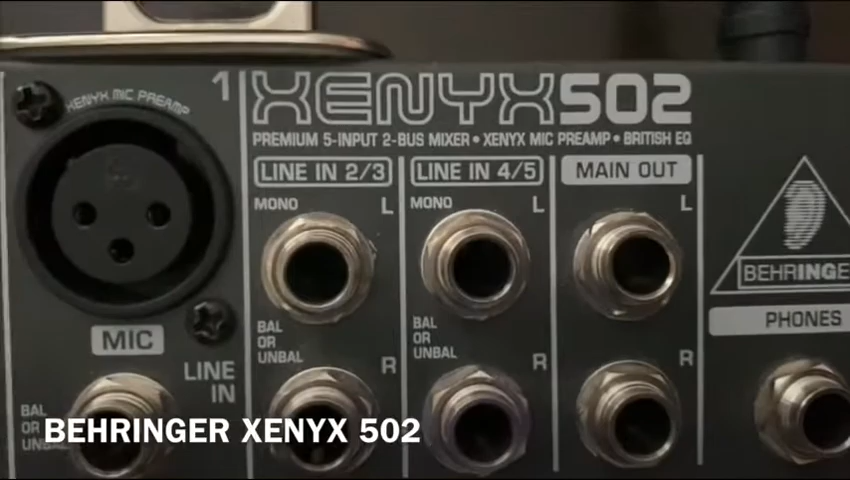 XENYX MIC PREAMP
1
XENYX502
PREMIUM 5-INPUT 2-BUS MIXER • XENYX MIC PREAMP • BRITISH EQ
LINE IN 2/3
LINE IN 4/5
MAIN OUT
MONO
L
MONO
L
L
BEHRINGE
PHONES
BAL
OR
UNBAL
BAL
OR
UNBAL
MIC
R
R
R
LINE
IN
BAL
OR
UNBAL
BEHRINGER XENYX 502